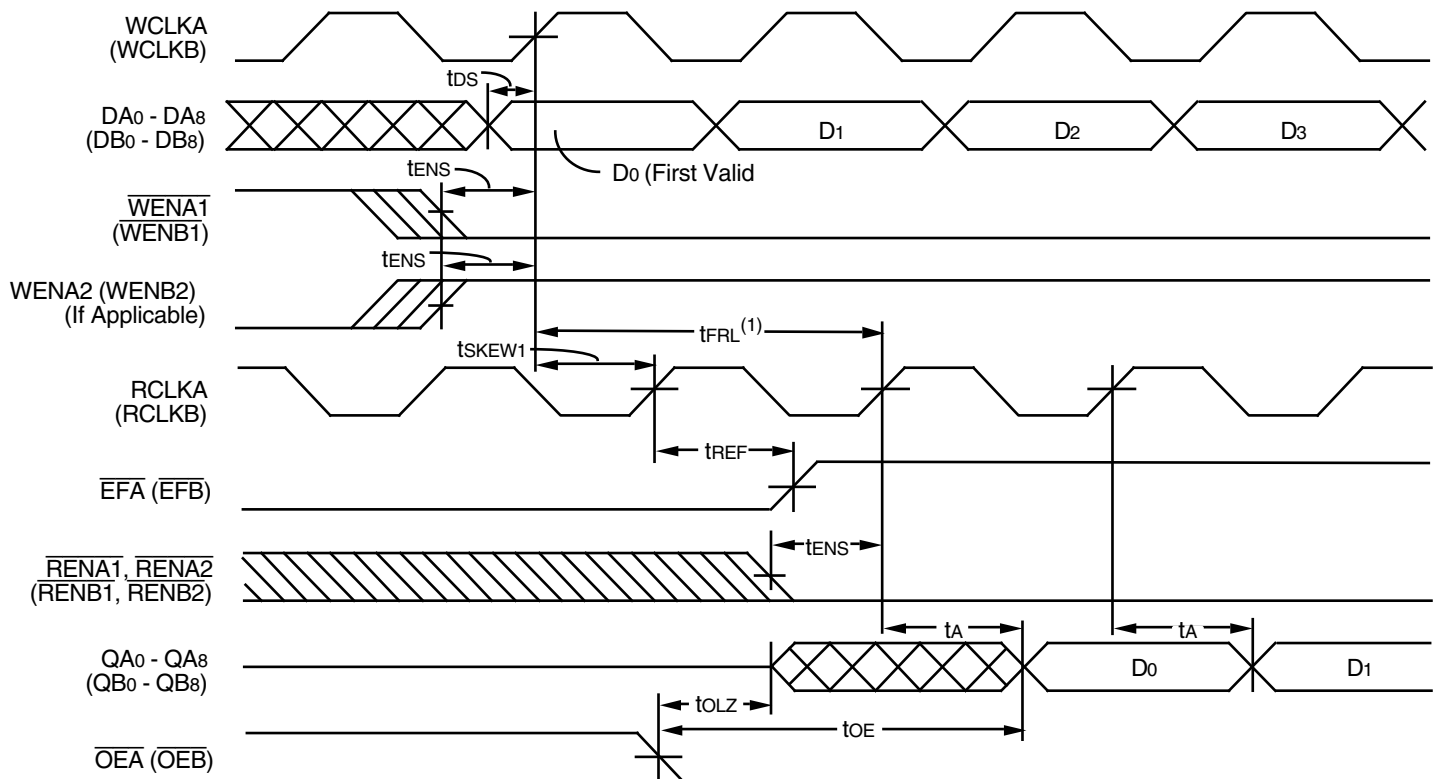 WCLKA
(WCLKB)
tDS
DA0 - DA8
(DB0 - DB8)
D1
D2
D3
D0 (First Valid
tENS
WENA1
(WENB1)
tENS
WENA2 (WENB2)
(If Applicable)
tFRL(1)
tSKEW1
RCLKA
(RCLKB)
tREF
EFA (EFB)
tENS
RENA1, RENA2
(RENB1, RENB2)
tA
tA
QA0 - QA8
(QB0 - QB8)
D0
D1
tOLZ
tOE
OEA (OEB)